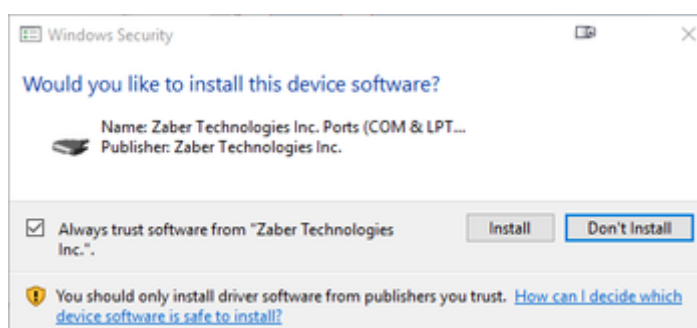 Windows Security
Would you like to install this device software?
Name: Zaber Technologies Inc. Ports (COM & LPT...
Publisher: Zaber Technologies Inc.
Always trust software from "Zaber Technologies
Inc.".
Install
Don't Install
You should only install driver software from publishers you trust. How can I decide which
device software is safe to install?